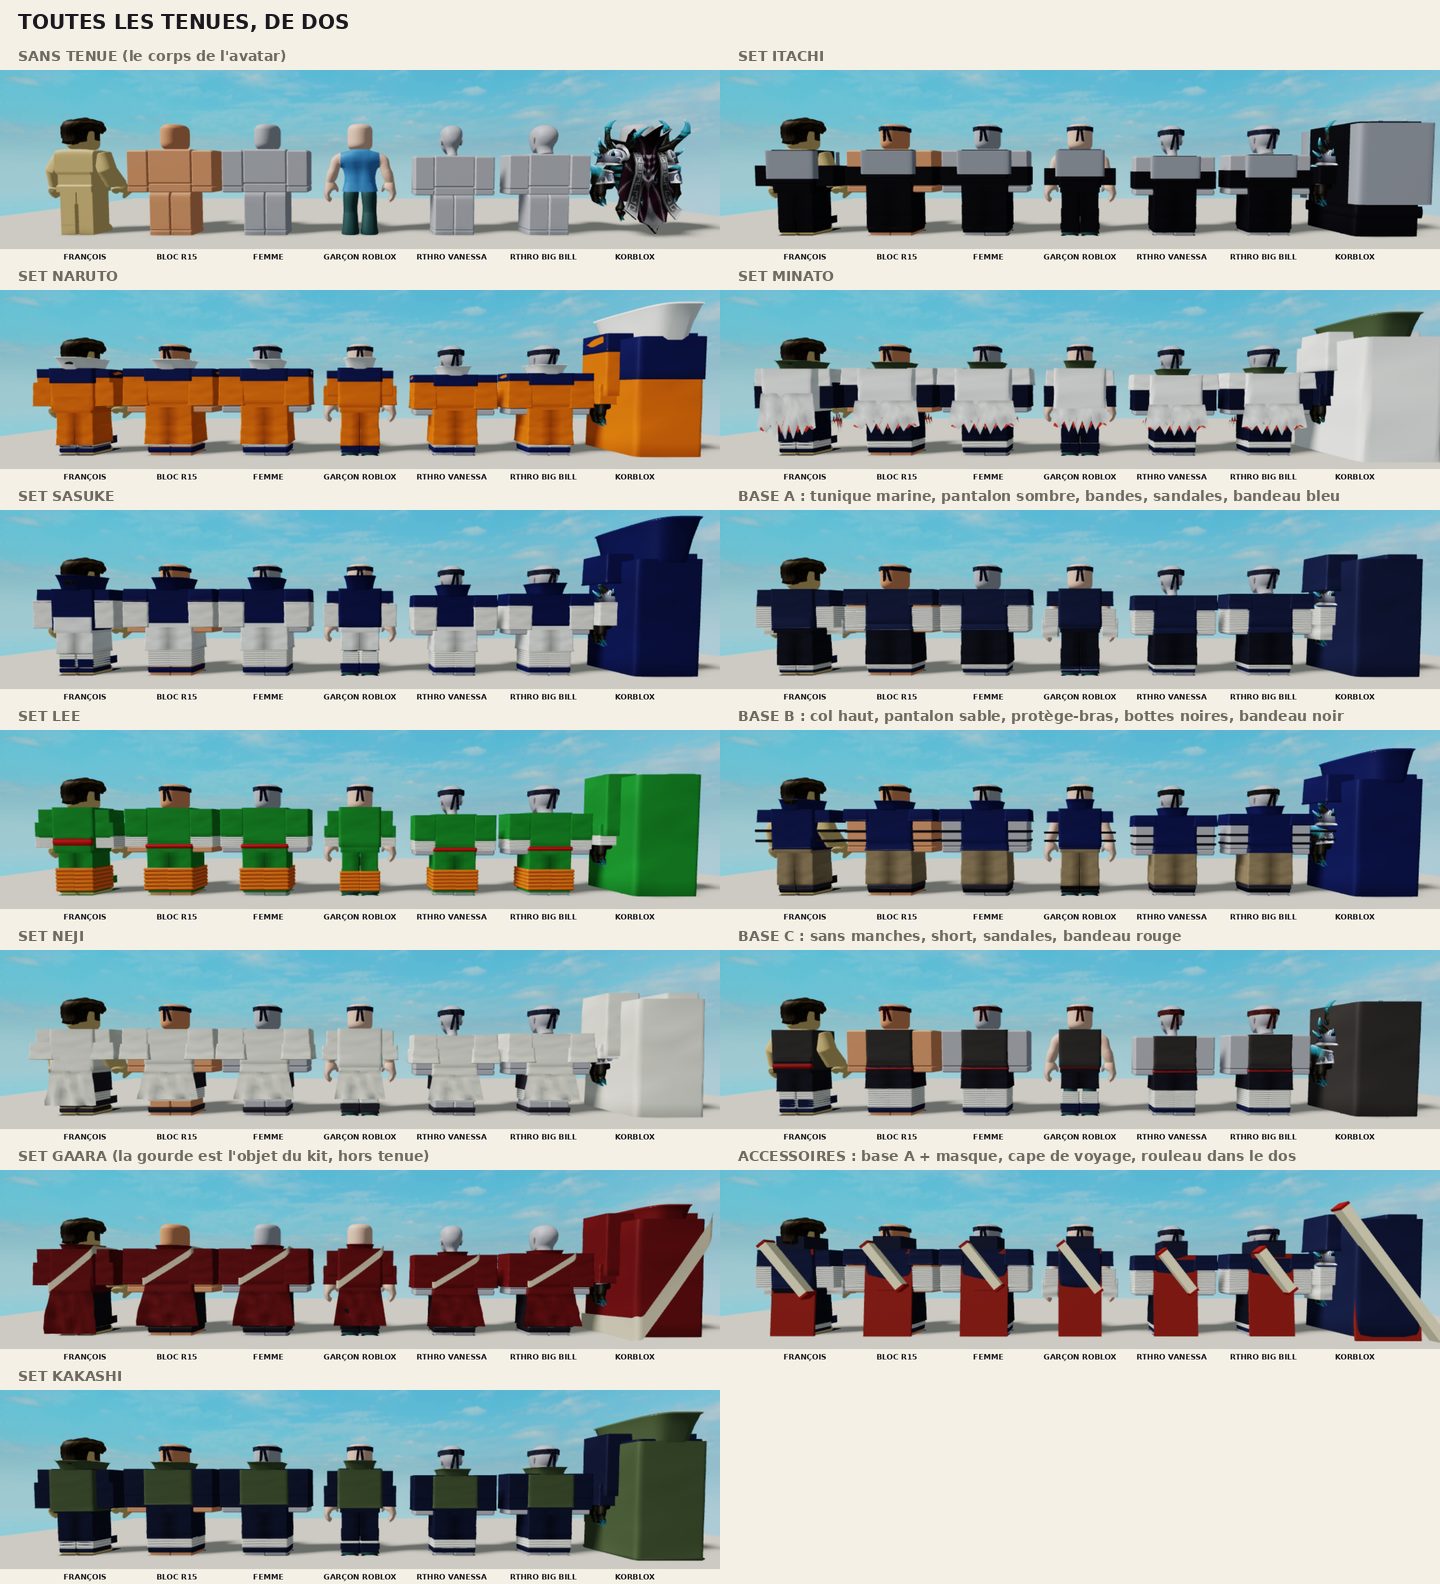 TOUTES LES TENUES, DE DOS
SANS TENUE (le corps de l'avatar)
SET ITACHI
FRANÇOIS BLOC R15 FEMME GARÇON ROBLOX RTHRO VANESSA RTHRO BIG BILL KORBLOX
FRANÇOIS BLOC R15 FEMME GARÇON ROBLOX RTHRO VANESSA RTHRO BIG BILL KORBLOX
SET NARUTO
SET MINATO
FRANÇOIS BLOC R15 FEMME GARÇON ROBLOX RTHRO VANESSA RTHRO BIG BILL KORBLOX
FRANÇOIS BLOC R15 FEMME GARÇON ROBLOX RTHRO VANESSA RTHRO BIG BILL KORBLOX
SET SASUKE
BASE A : tunique marine, pantalon sombre, bandes, sandales, bandeau bleu
FRANÇOIS BLOC R15 FEMME GARÇON ROBLOX RTHRO VANESSA RTHRO BIG BILL KORBLOX
FRANÇOIS BLOC R15 FEMME GARÇON ROBLOX RTHRO VANESSA RTHRO BIG BILL KORBLOX
SET LEE
BASE B : col haut, pantalon sable, protège-bras, bottes noires, bandeau noir
FRANÇOIS BLOC R15 FEMME GARÇON ROBLOX RTHRO VANESSA RTHRO BIG BILL KORBLOX
FRANÇOIS BLOC R15 FEMME GARÇON ROBLOX RTHRO VANESSA RTHRO BIG BILL KORBLOX
SET NEJI
BASE C : sans manches, short, sandales, bandeau rouge
FRANÇOIS BLOC R15 FEMME GARÇON ROBLOX RTHRO VANESSA RTHRO BIG BILL KORBLOX
FRANÇOIS BLOC R15 FEMME GARÇON ROBLOX RTHRO VANESSA RTHRO BIG BILL KORBLOX
SET GAARA (la gourde est l'objet du kit, hors tenue)
ACCESSOIRES : base A + masque, cape de voyage, rouleau dans le dos
FRANÇOIS BLOC R15 FEMME GARÇON ROBLOX RTHRO VANESSA RTHRO BIG BILL KORBLOX
FRANÇOIS BLOC R15 FEMME GARÇON ROBLOX RTHRO VANESSA RTHRO BIG BILL KORBLOX
SET KAKASHI
FRANÇOIS BLOC R15 FEMME GARÇON ROBLOX RTHRO VANESSA RTHRO BIG BILL KORBLOX